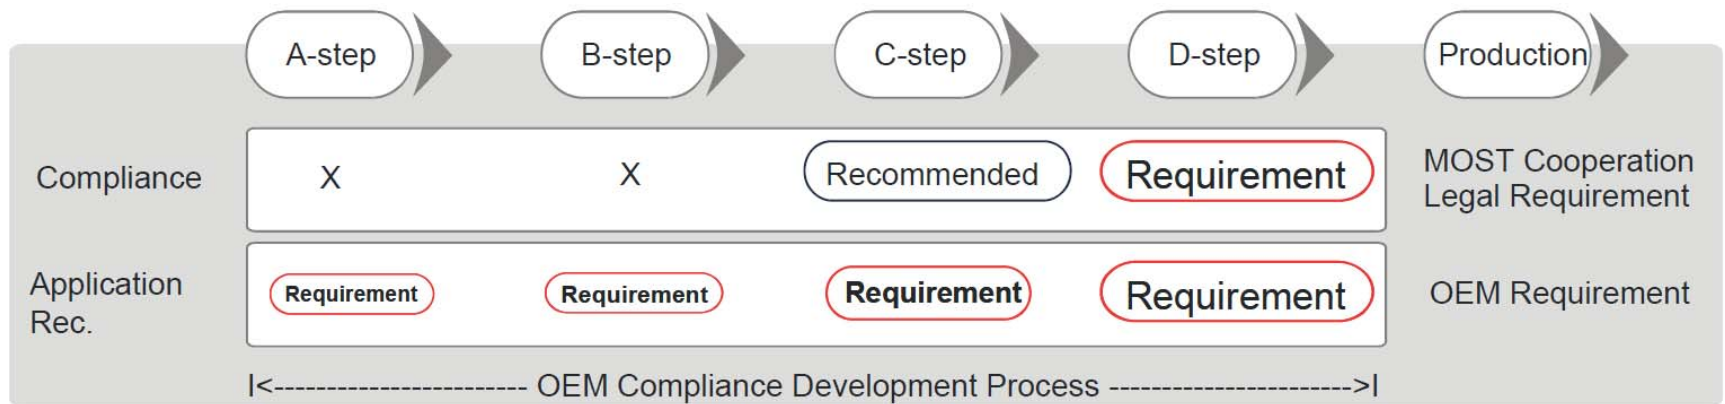 A-step B-step C-step D-step Production
Compliance X X Recommended Requirement MOST Cooperation
Legal Requirement
Application
Rec. Requirement Requirement Requirement Requirement OEM Requirement
I<------------------------ OEM Compliance Development Process ----------------------->I